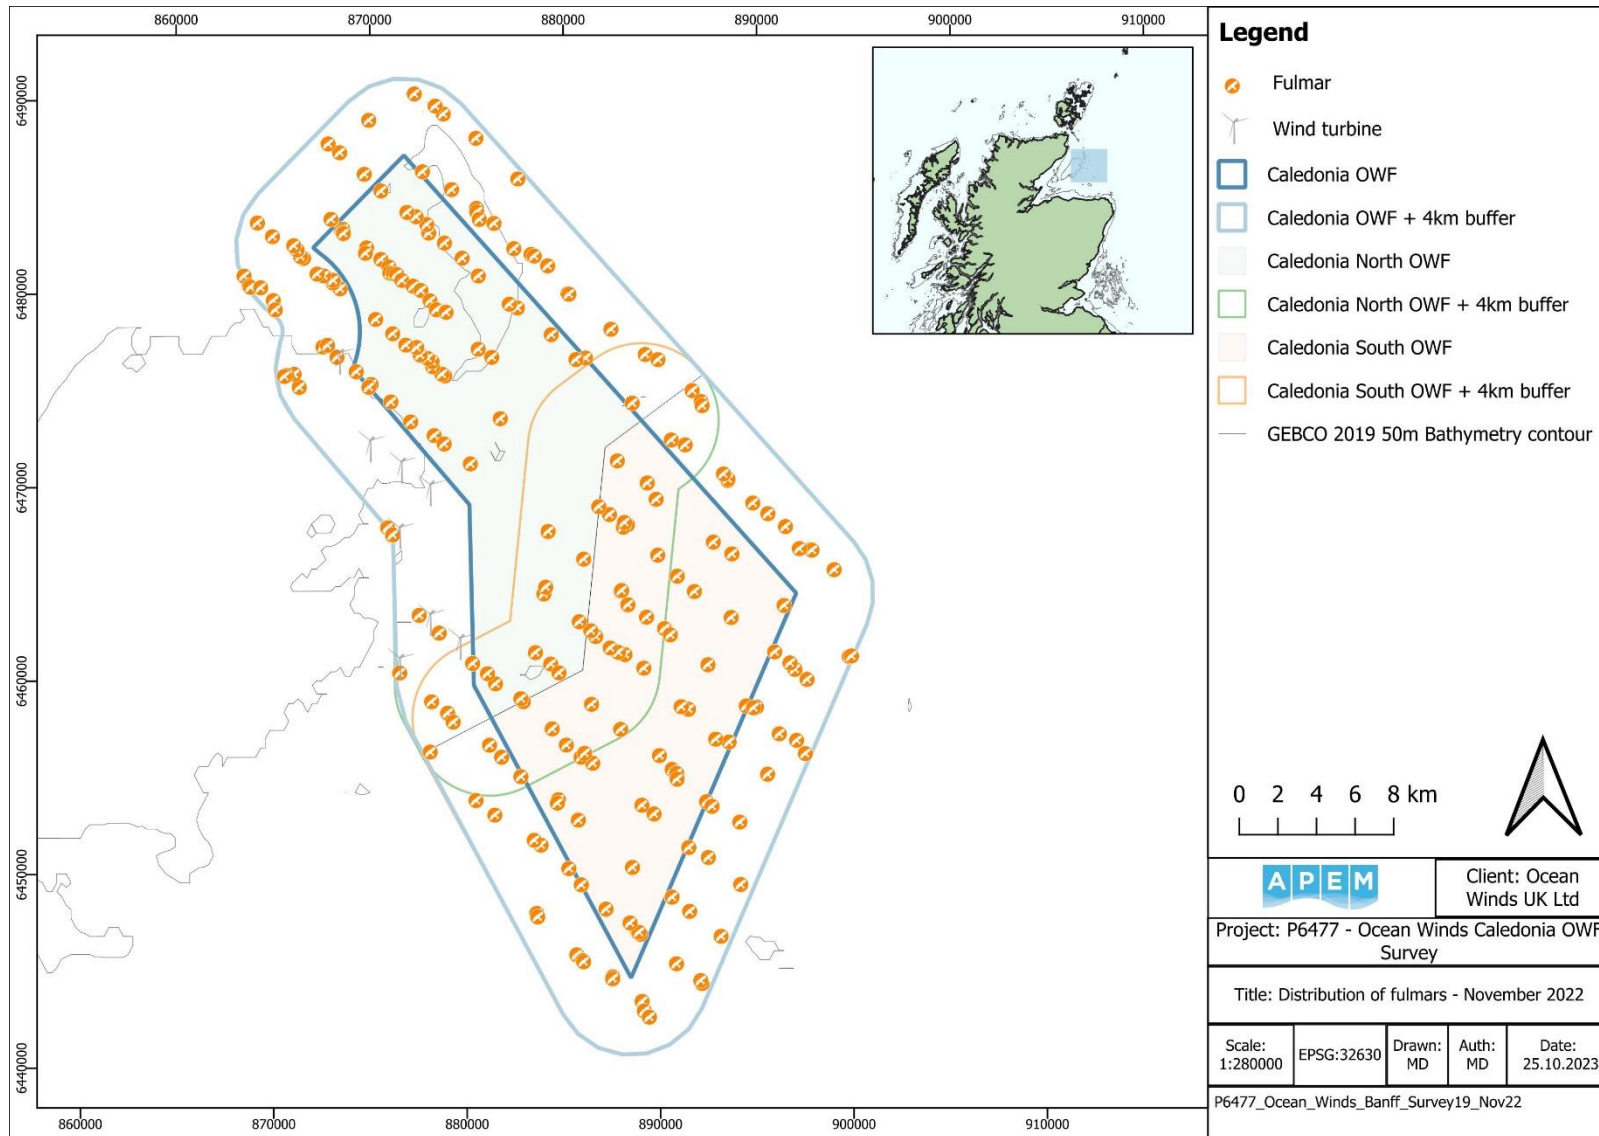 860000 870000 880000 890000 900000 910000
6490000
6480000
6470000
6460000
6450000
6440000
860000 870000 880000 890000 900000 910000
Legend
Fulmar
Wind turbine
Caledonia OWF
Caledonia OWF + 4km buffer
Caledonia North OWF
Caledonia North OWF + 4km buffer
Caledonia South OWF
Caledonia South OWF + 4km buffer
GEBCO 2019 50m Bathymetry contour
0 2 4 6 8 km
APEM
Client: Ocean
Winds UK Ltd
Project: P6477 - Ocean Winds Caledonia OWF
Survey
Title: Distribution of fulmars - November 2022
Scale:
1:280000
EPSG:32630
Drawn:
MD
Auth:
MD
Date:
25.10.2023
P6477_Ocean_Winds_Banff_Survey19_Nov22